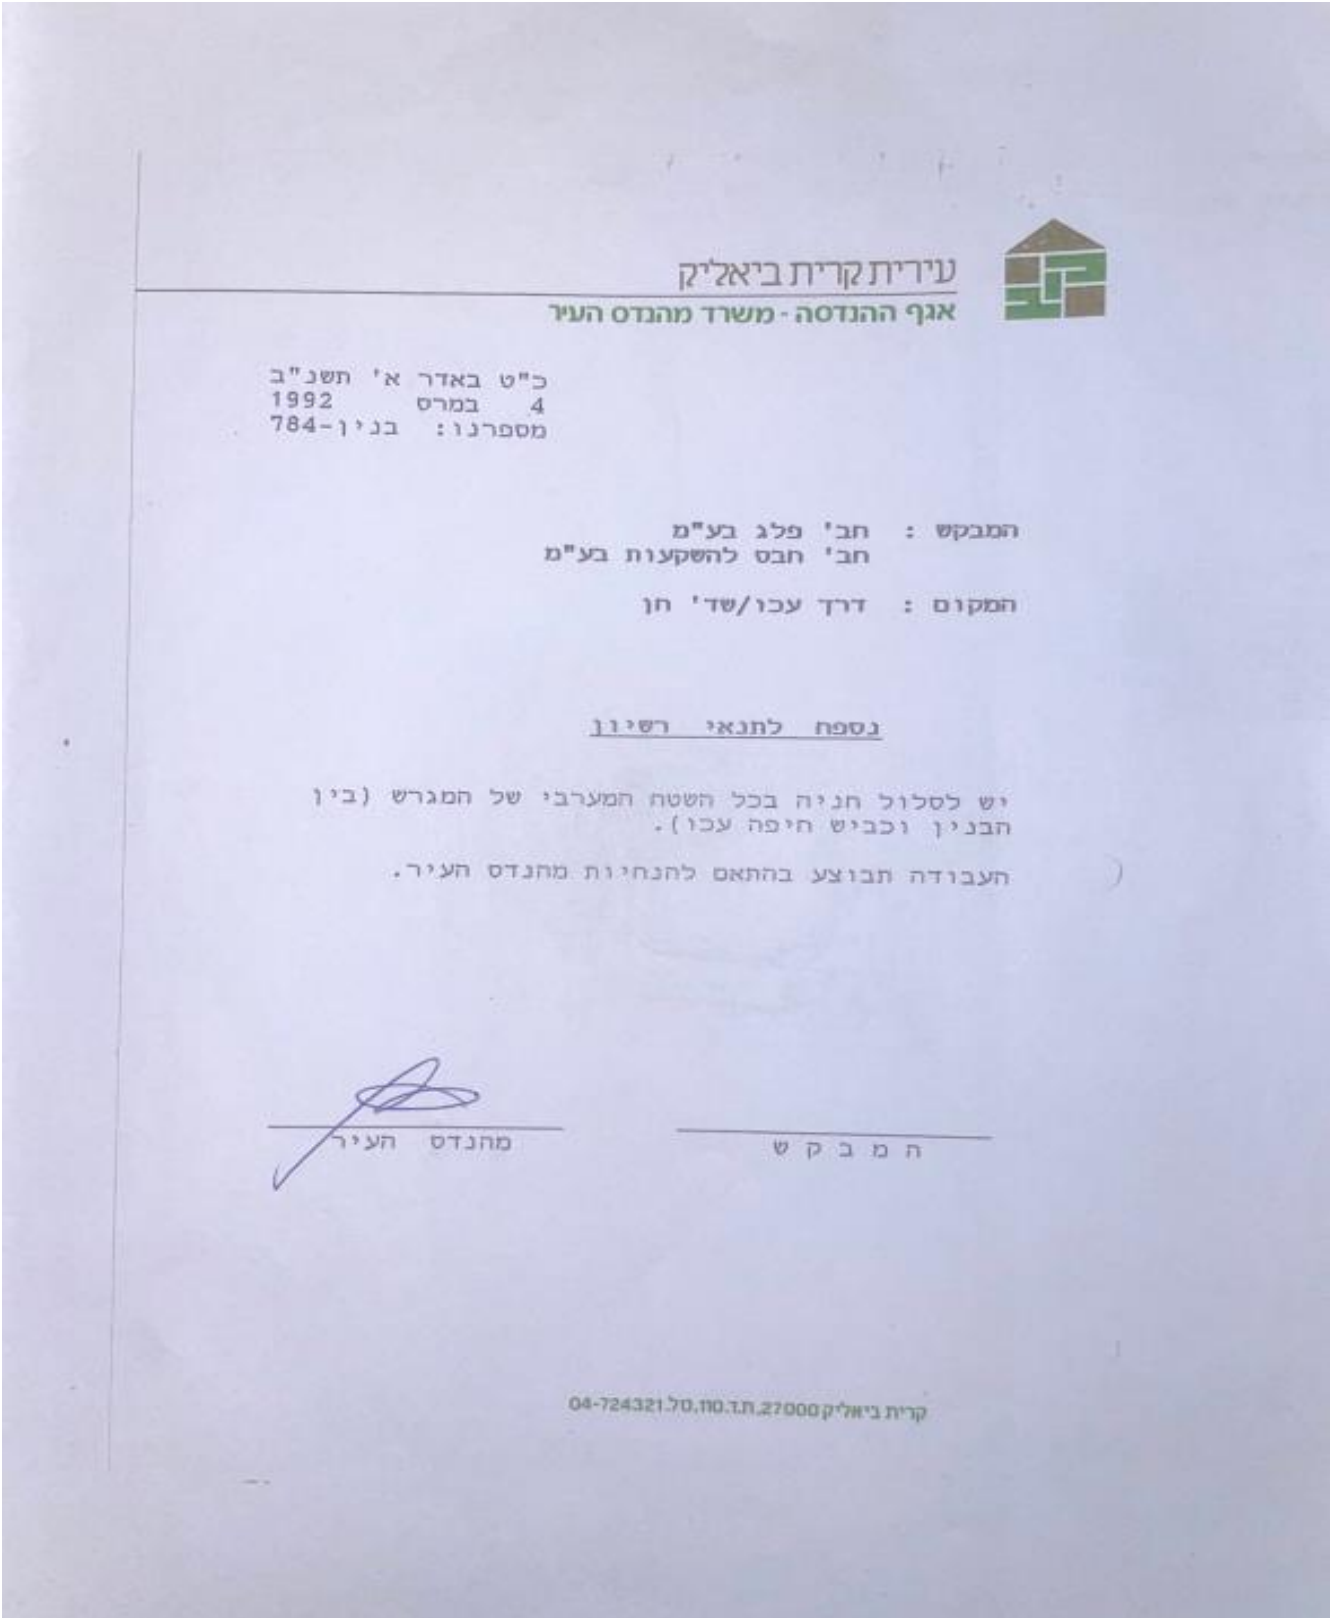 עירית קרית ביאליק
אגף ההנדסה - משרד מהנדס העיר
כ"ט באדר א' תשנ"ב
4 במרס 1992
מספרנו: בנין-784
המבקש : חב' פלג בע"מ
חב' חבס להשקעות בע"מ
המקום : דרך עכו/שד' חן
נספח לתנאי רשיון
יש לסלול חניה בכל השטח המערבי של המגרש (בין
הבנין וכביש חיפה עכו).
העבודה תבוצע בהתאם להנחיות מהנדס העיר.
ה מ ב ק ש מהנדס העיר
קרית ביאליק 27000, ת.ד. 110, טל. 04-724321